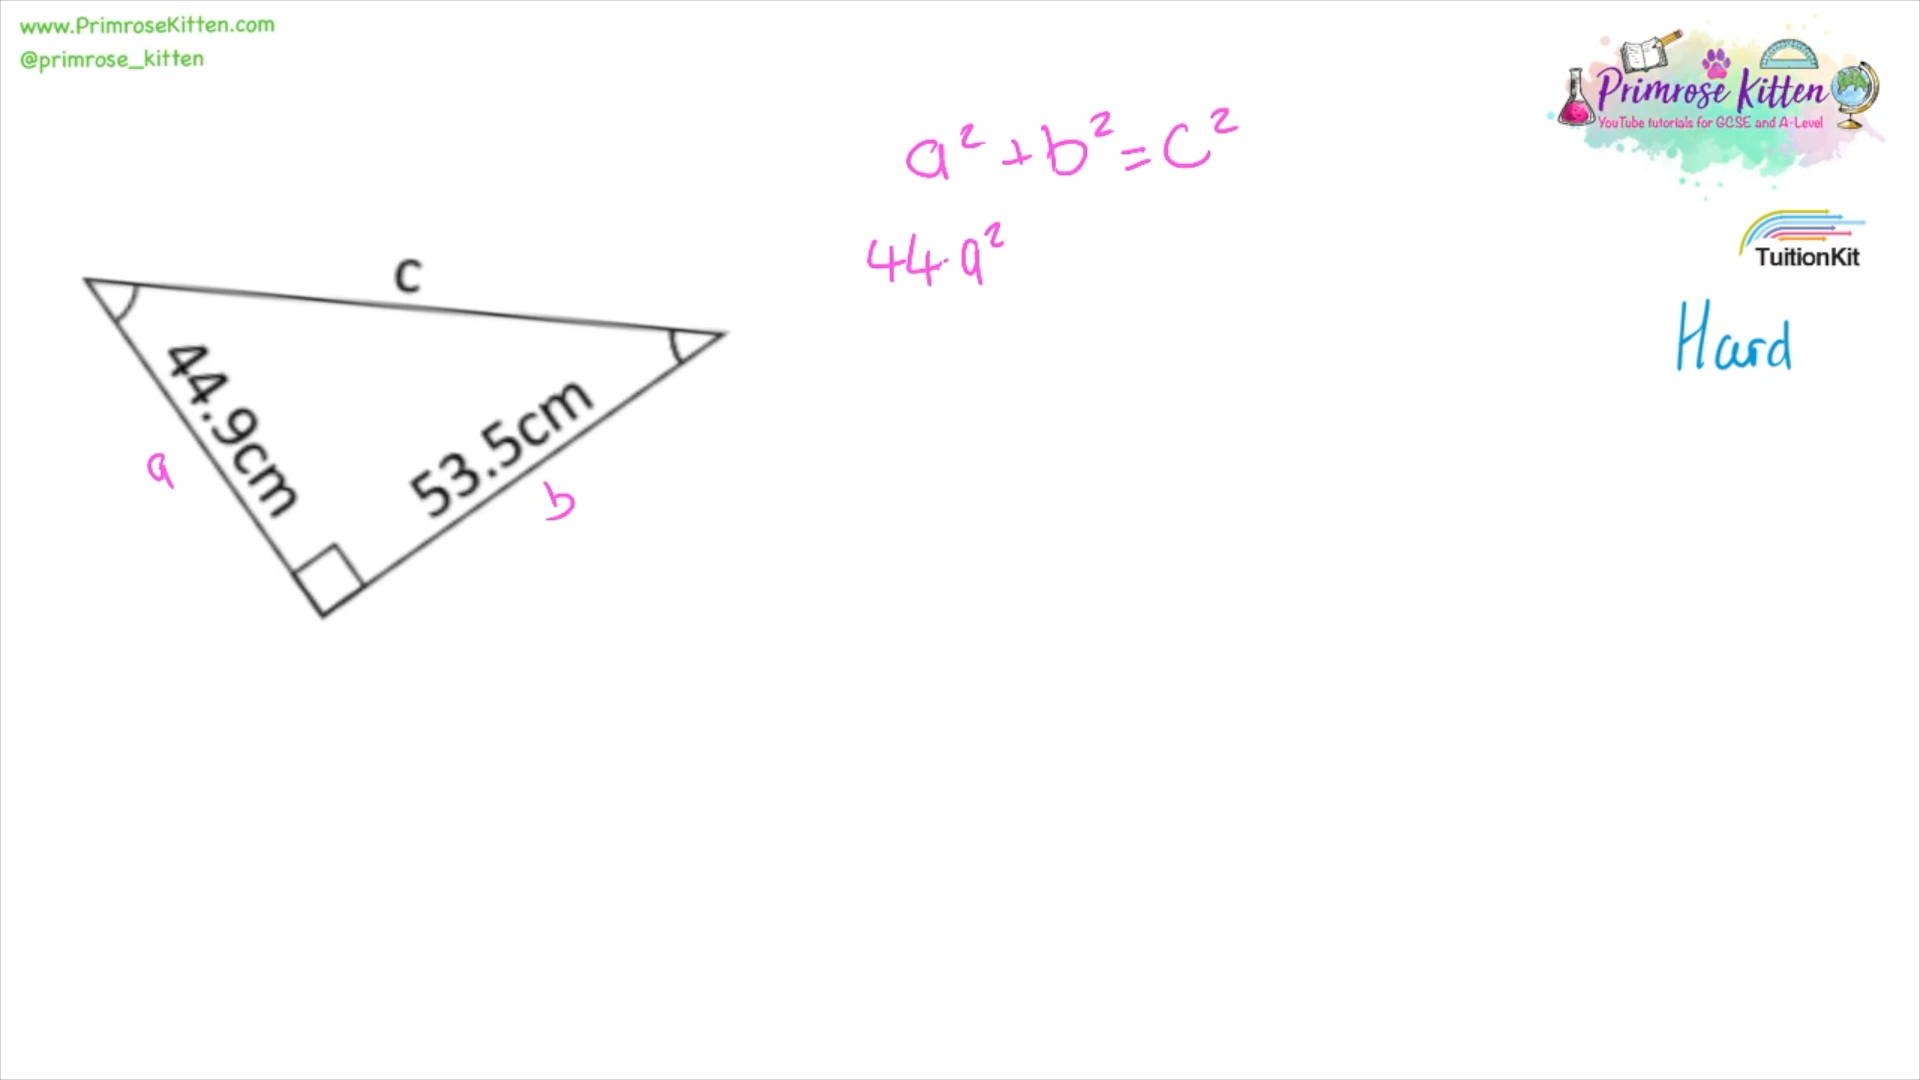 www.PrimroseKitten.com
@primrose_kitten
Primrose Kitten
YouTube tutorials for GCSE and A-Level
a² + b² = c²
TuitionKit
44.9²
c
Hard
44.9cm
53.5cm
a
b